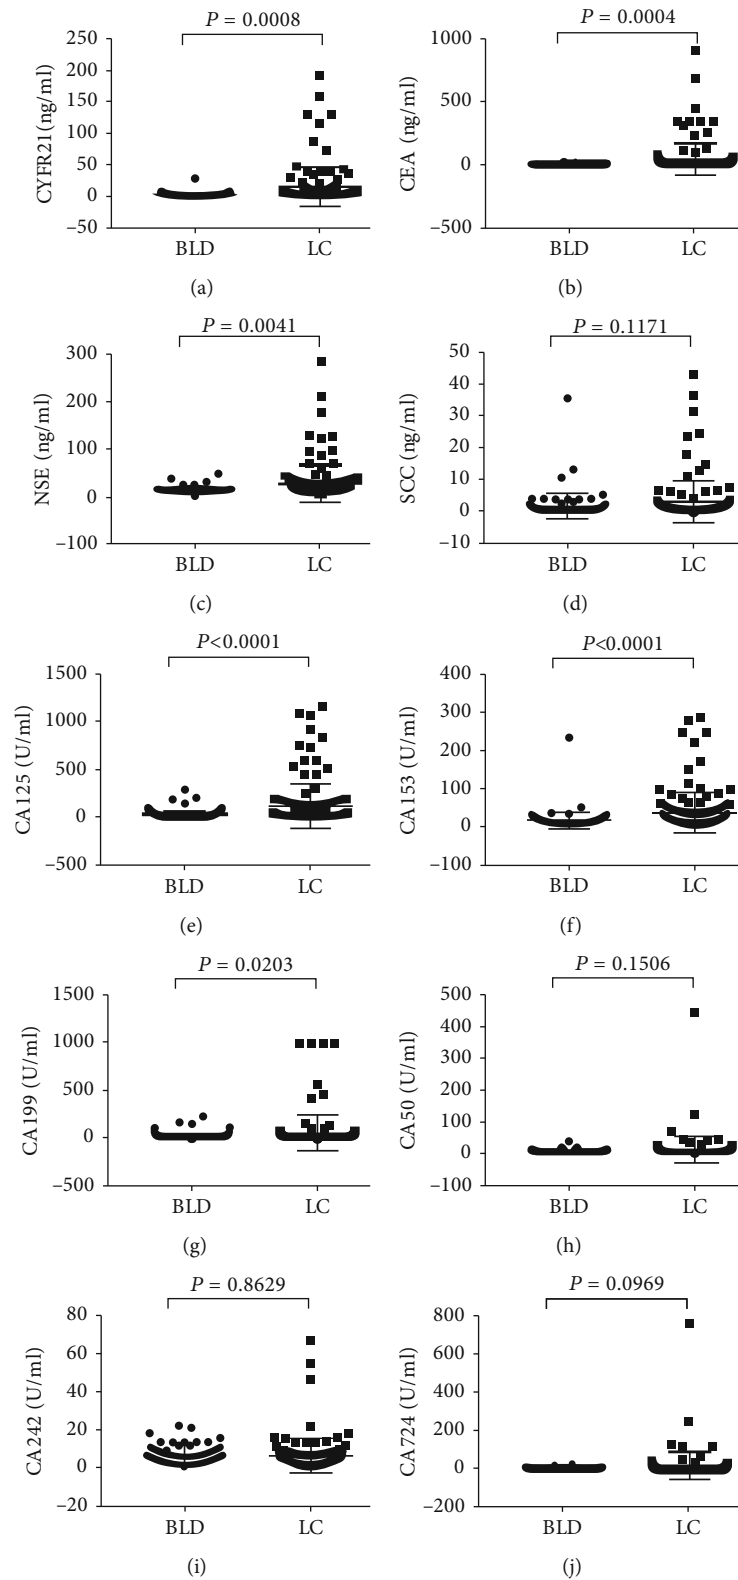 P = 0.0008
CYFR21(ng/ml)
250
200
150
100
50
0
–50
BLD LC
(a)
P = 0.0004
CEA (ng/ml)
1000
500
0
–500
BLD LC
(b)
P = 0.0041
NSE (ng/ml)
300
200
100
0
–100
BLD LC
(c)
P = 0.1171
SCC (ng/ml)
50
40
30
20
10
0
–10
BLD LC
(d)
P<0.0001
CA125 (U/ml)
1500
1000
500
0
–500
BLD LC
(e)
P<0.0001
CA153 (U/ml)
400
300
200
100
0
–100
BLD LC
(f)
P = 0.0203
CA199 (U/ml)
1500
1000
500
0
–500
BLD LC
(g)
P = 0.1506
CA50 (U/ml)
500
400
300
200
100
0
–100
BLD LC
(h)
P = 0.8629
CA242 (U/ml)
80
60
40
20
0
–20
BLD LC
(i)
P = 0.0969
CA724 (U/ml)
800
600
400
200
0
–200
BLD LC
(j)